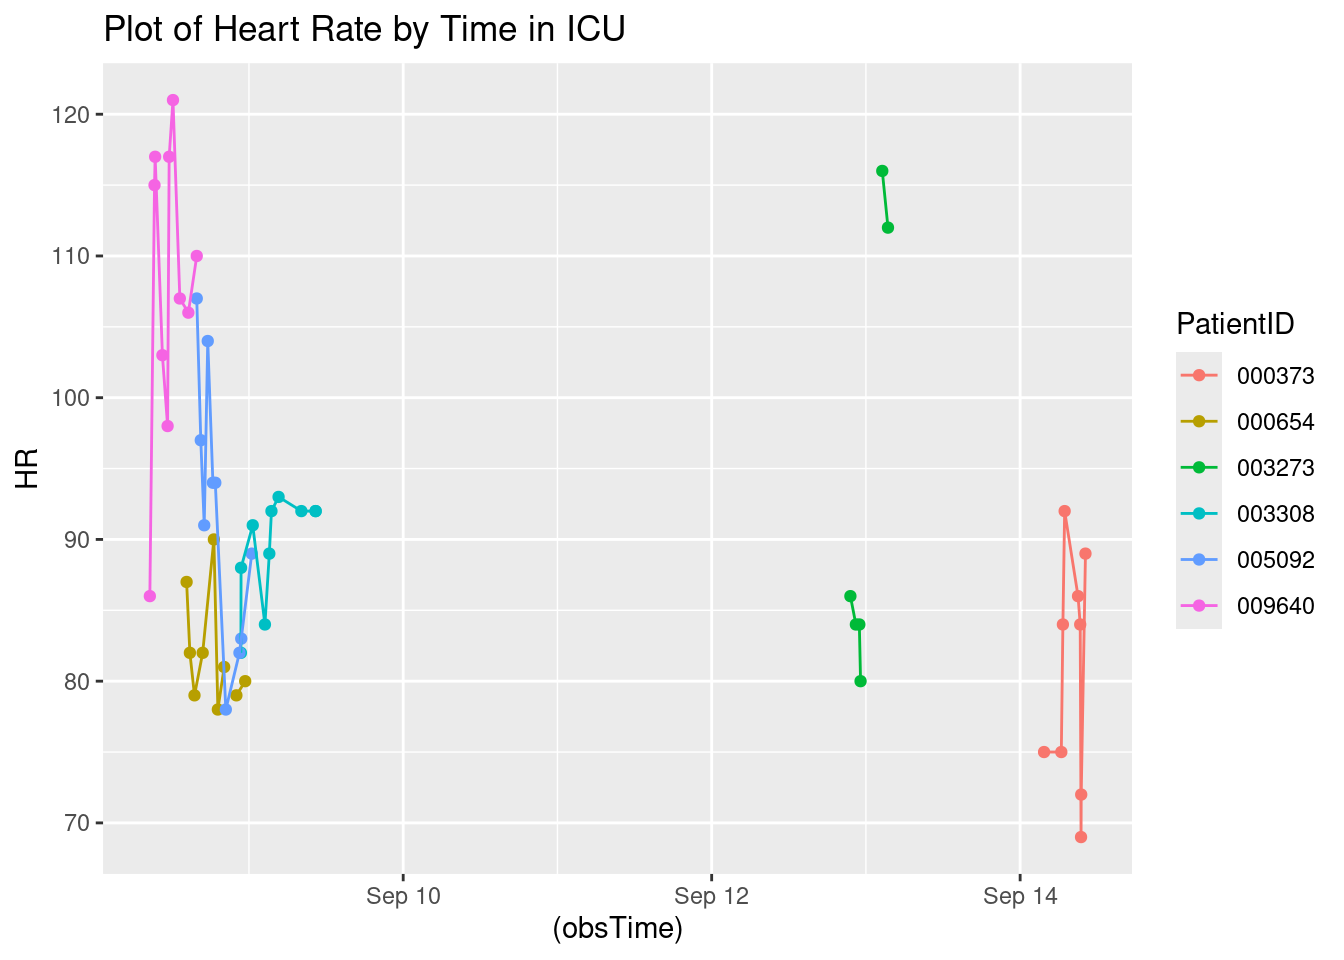 Plot of Heart Rate by Time in ICU
120
110
100
90
80
70
HR
Sep 10
Sep 12
Sep 14
(obsTime)
PatientID
000373
000654
003273
003308
005092
009640